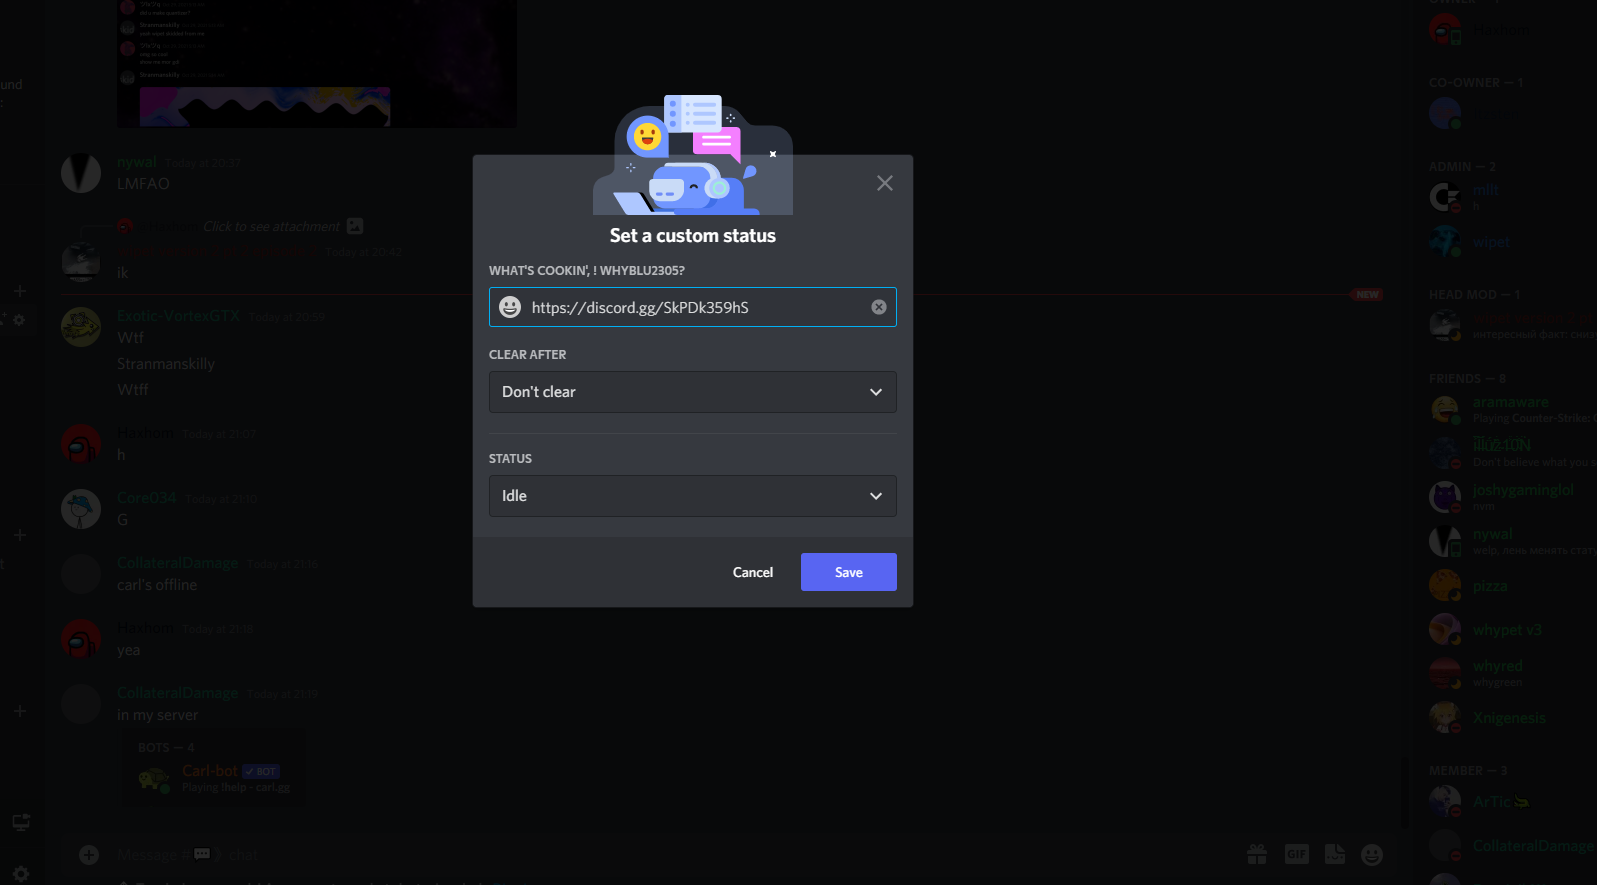 und
Stranmanskilly
nywal Today at 20:37
LMFAO
Click to see attachment
Today at 20:42
ik
NEW
Exotic-VortexGTX Today at 20:59
Wtf
Stranmanskilly
Wtff
Haxhom Today at 21:07
h
Core034 Today at 21:10
G
CollateralDamage Today at 21:16
carl's offline
Haxhom Today at 21:18
yea
CollateralDamage Today at 21:19
in my server
BOTS — 4
Carl-bot BOT
Playing !help - carl.gg
Message # chat
GIF
Set a custom status
WHAT'S COOKIN', ! WHYBLU2305?
https://discord.gg/SkPDk359hS
CLEAR AFTER
Don't clear
STATUS
Idle
Cancel
Save
CO-OWNER — 1
ADMIN — 2
milt
h
wipet
HEAD MOD — 1
интересный факт: сниз
FRIENDS — 8
aramaware
Playing Counter-Strike: G
Don't believe what you s
joshygaminglol
nvm
nywal
welp, лень менять стату
pizza
whypet v3
whyred
whygreen
Xnigenesis
MEMBER — 3
ArTic
CollateralDamage